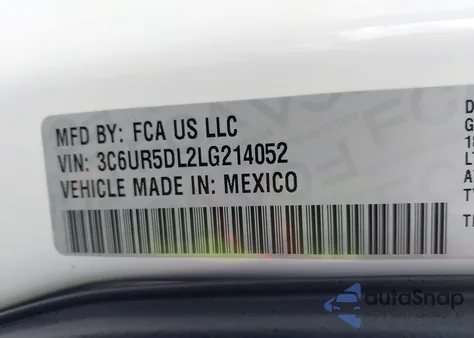 MFD BY: FCA US LLC
VIN: 3C6UR5DL2LG214052
VEHICLE MADE IN: MEXICO
autoSnap